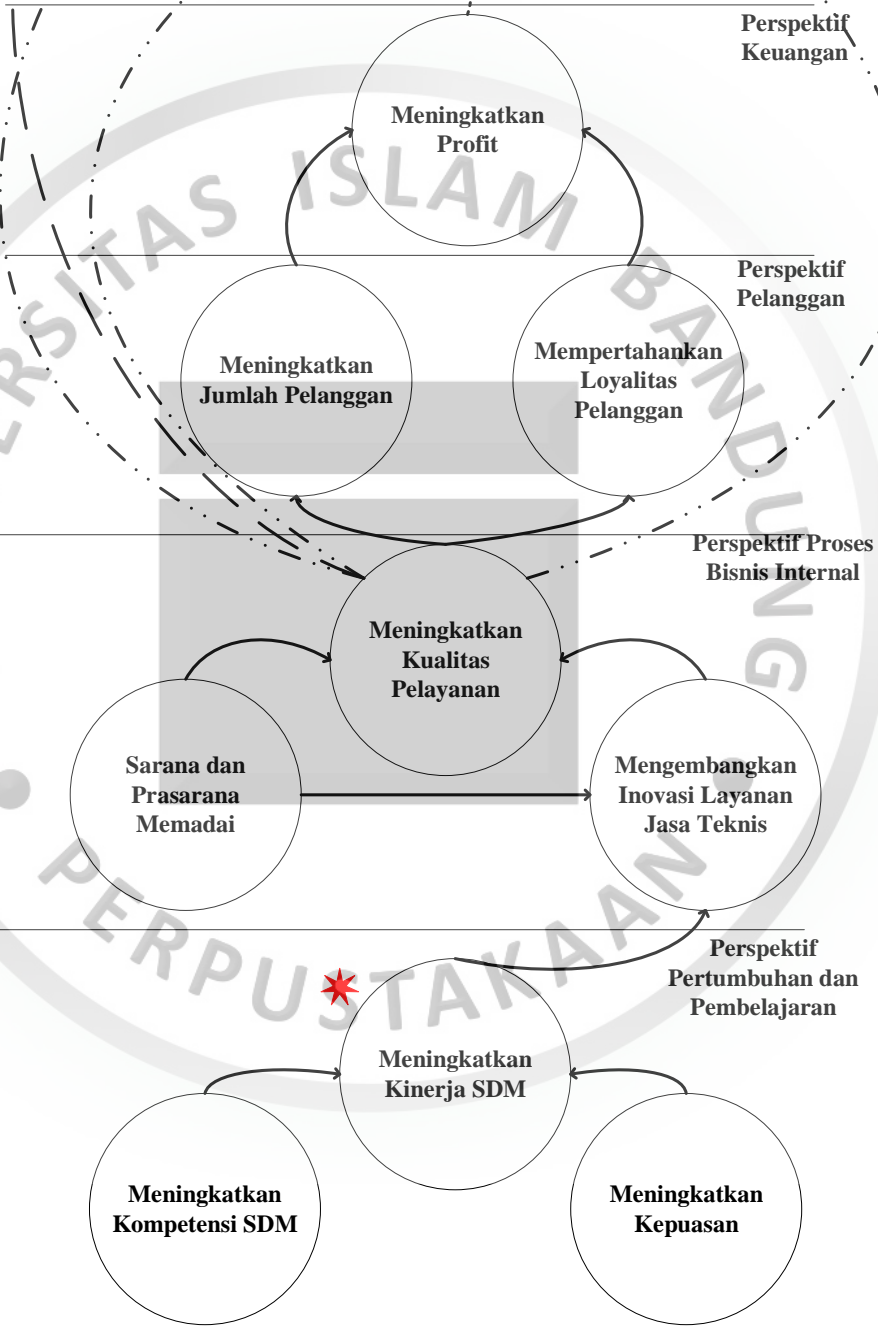 Perspektif
Keuangan
Meningkatkan
Profit
Perspektif
Pelanggan
Meningkatkan
Jumlah Pelanggan
Mempertahankan
Loyalitas
Pelanggan
Perspektif Proses
Bisnis Internal
Meningkatkan
Kualitas
Pelayanan
Sarana dan
Prasarana
Memadai
Mengembangkan
Inovasi Layanan
Jasa Teknis
Perspektif
Pertumbuhan dan
Pembelajaran
Meningkatkan
Kinerja SDM
Meningkatkan
Kompetensi SDM
Meningkatkan
Kepuasan
ERSITAS ISLAM BANDUNG
PERPUSTAKAAN